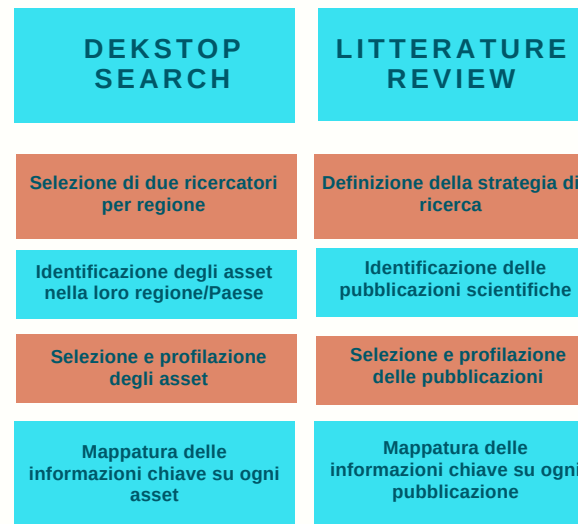 DEKSTOP
SEARCH
Selezione di due ricercatori
per regione
Identificazione degli asset
nella loro regione/Paese
Selezione e profilazione
degli asset
Mappatura delle
informazioni chiave su ogni
asset
LITTERATURE
REVIEW
Definizione della strategia di
ricerca
Identificazione delle
pubblicazioni scientifiche
Selezione e profilazione
delle pubblicazioni
Mappatura delle
informazioni chiave su ogni
pubblicazione